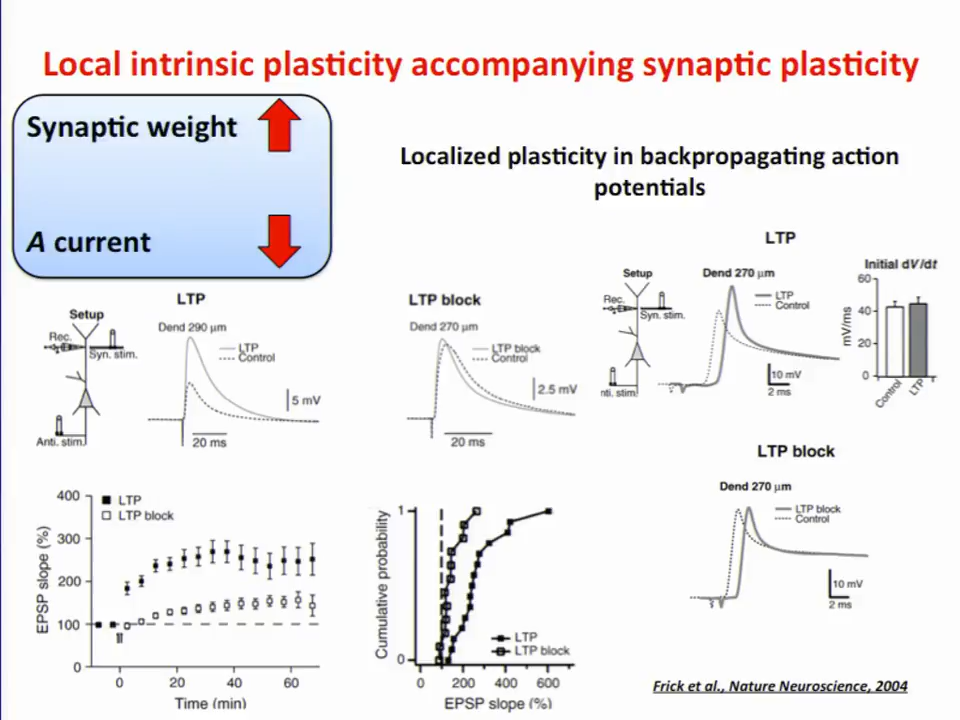 Local intrinsic plasticity accompanying synaptic plasticity
Synaptic weight
A current
Localized plasticity in backpropagating action
potentials
LTP
Setup
Rec.
Syn. stim.
Anti. stim.
Dend 290 μm
LTP
Control
5 mV
20 ms
LTP block
Dend 270 μm
LTP block
Control
2.5 mV
20 ms
LTP
Setup
Rec.
Syn. stim.
nti. stim.
Dend 270 μm
LTP
Control
10 mV
2 ms
Initial dV/dt
60
40
20
0
mV/ms
Control
LTP
LTP block
Dend 270 μm
LTP block
Control
10 mV
2 ms
400
300
200
100
0
EPSP slope (%)
LTP
LTP block
0
20
40
60
Time (min)
Cumulative probability
1
0
LTP
LTP block
0
200
400
600
EPSP slope (%)
Frick et al., Nature Neuroscience, 2004